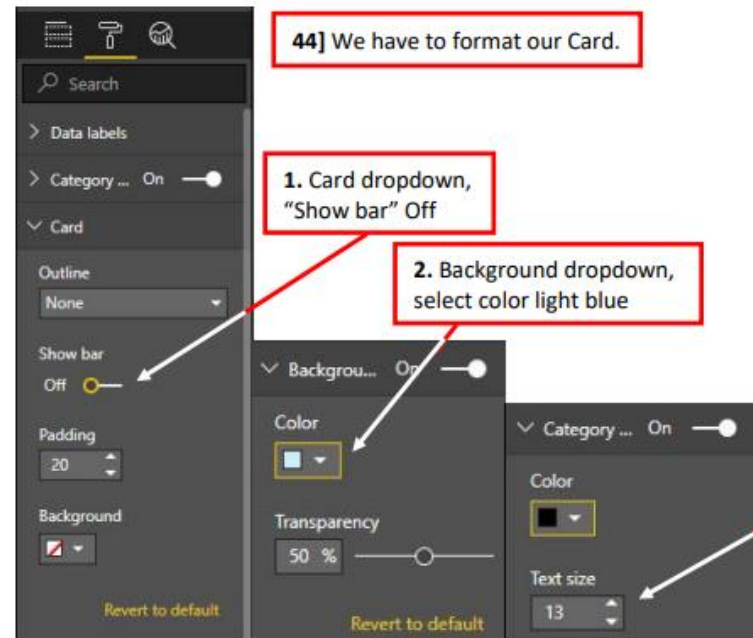 44] We have to format our Card.
Search
Data labels
Category ... On
1. Card dropdown,
"Show bar" Off
Card
Outline
None
2. Background dropdown,
select color light blue
Show bar
Off
Backgrou... On
Padding
20
Color
Category ... On
Color
Background
Transparency
50 %
Text size
13
Revert to default
Revert to default